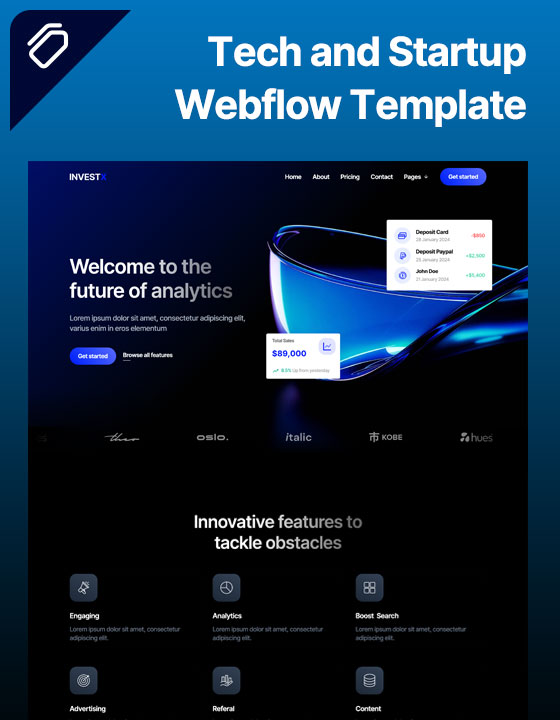 Tech and Startup
Webflow Template
INVESTX
Home About Pricing Contact Pages Get started
Welcome to the
future of analytics
Lorem ipsum dolor sit amet, consectetur adipiscing elit,
varius enim in eros elementum
Get started Browse all features
Deposit Card
28 January 2024
-$850
Deposit Paypal
25 January 2024
+$2,500
John Doe
21 January 2024
+$5,400
Total Sales
$89,000
8.5% Up from yesterday
theo oslo. italic 市 KOBE hues
Innovative features to
tackle obstacles
Engaging
Lorem ipsum dolor sit amet, consectetur
adipiscing elit.
Analytics
Lorem ipsum dolor sit amet, consectetur
adipiscing elit.
Boost Search
Lorem ipsum dolor sit amet, consectetur
adipiscing elit.
Advertising Referal Content